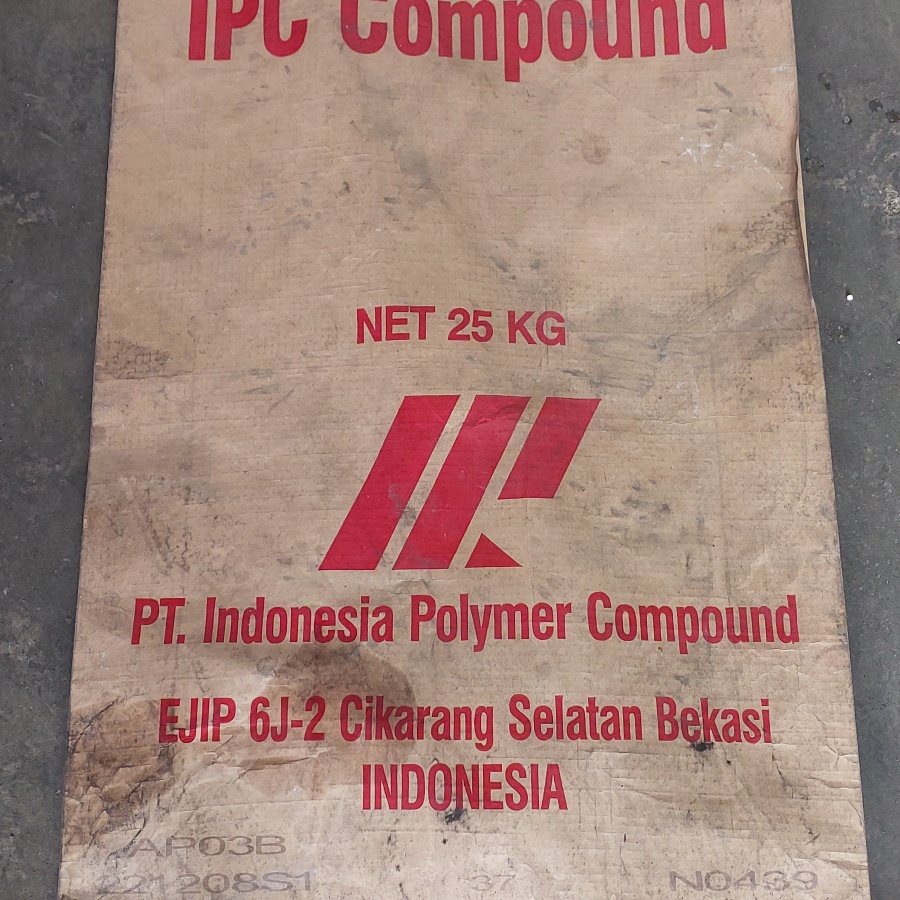 IPC Compound
NET 25 KG
PT. Indonesia Polymer Compound
EJIP 6J-2 Cikarang Selatan Bekasi
INDONESIA
AP03B
221208S1 37 N0439